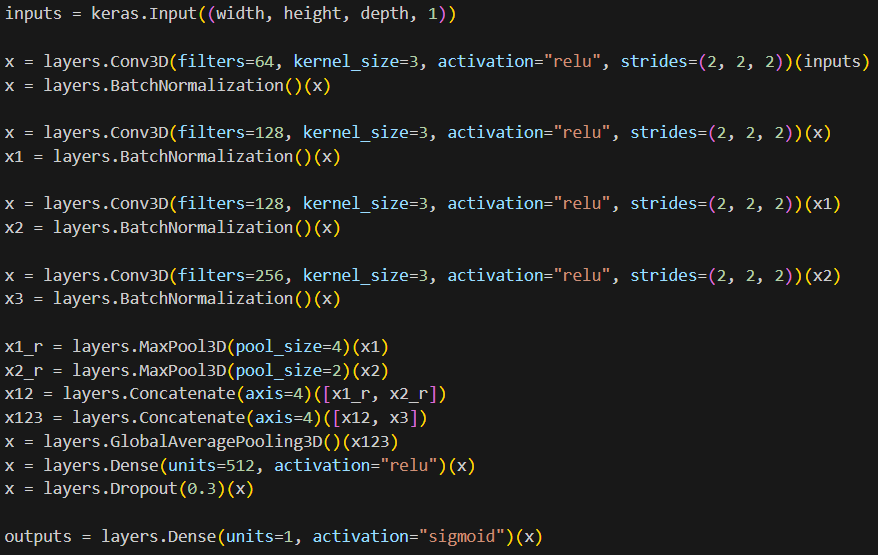 inputs = keras.Input((width, height, depth, 1))
x = layers.Conv3D(filters=64, kernel_size=3, activation="relu", strides=(2, 2, 2))(inputs)
x = layers.BatchNormalization()(x)
x = layers.Conv3D(filters=128, kernel_size=3, activation="relu", strides=(2, 2, 2))(x)
x1 = layers.BatchNormalization()(x)
x = layers.Conv3D(filters=128, kernel_size=3, activation="relu", strides=(2, 2, 2))(x1)
x2 = layers.BatchNormalization()(x)
x = layers.Conv3D(filters=256, kernel_size=3, activation="relu", strides=(2, 2, 2))(x2)
x3 = layers.BatchNormalization()(x)
x1_r = layers.MaxPool3D(pool_size=4)(x1)
x2_r = layers.MaxPool3D(pool_size=2)(x2)
x12 = layers.Concatenate(axis=4)([x1_r, x2_r])
x123 = layers.Concatenate(axis=4)([x12, x3])
x = layers.GlobalAveragePooling3D()(x123)
x = layers.Dense(units=512, activation="relu")(x)
x = layers.Dropout(0.3)(x)
outputs = layers.Dense(units=1, activation="sigmoid")(x)